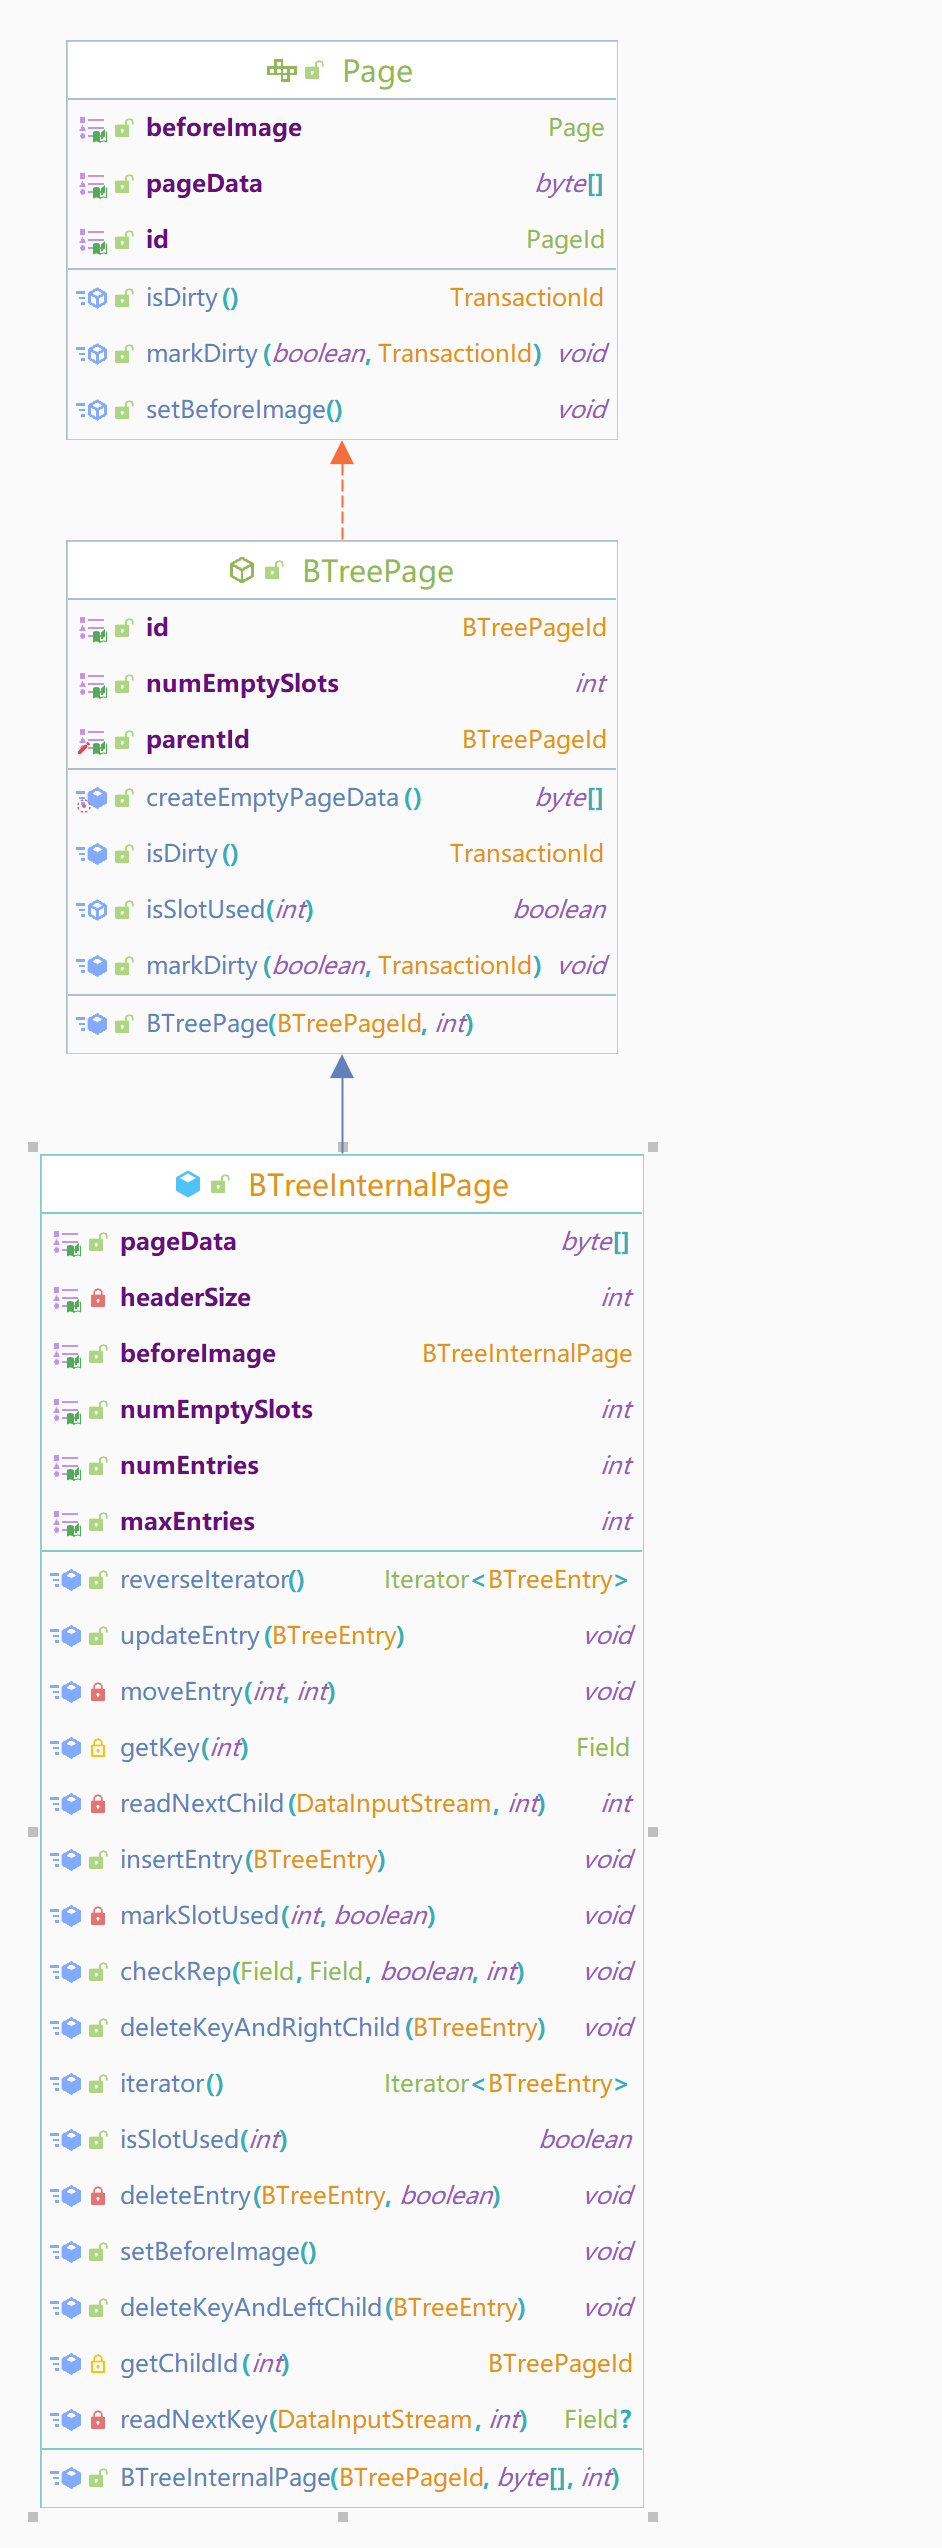 Page
beforeImage Page
pageData byte[]
id PageId
isDirty() TransactionId
markDirty(boolean, TransactionId) void
setBeforeImage() void
BTreePage
id BTreePageId
numEmptySlots int
parentId BTreePageId
createEmptyPageData() byte[]
isDirty() TransactionId
isSlotUsed(int) boolean
markDirty(boolean, TransactionId) void
BTreePage(BTreePageId, int)
BTreeInternalPage
pageData byte[]
headerSize int
beforeImage BTreeInternalPage
numEmptySlots int
numEntries int
maxEntries int
reverseIterator() Iterator<BTreeEntry>
updateEntry(BTreeEntry) void
moveEntry(int, int) void
getKey(int) Field
readNextChild(DataInputStream, int) int
insertEntry(BTreeEntry) void
markSlotUsed(int, boolean) void
checkRep(Field, Field, boolean, int) void
deleteKeyAndRightChild(BTreeEntry) void
iterator() Iterator<BTreeEntry>
isSlotUsed(int) boolean
deleteEntry(BTreeEntry, boolean) void
setBeforeImage() void
deleteKeyAndLeftChild(BTreeEntry) void
getChildId(int) BTreePageId
readNextKey(DataInputStream, int) Field?
BTreeInternalPage(BTreePageId, byte[], int)